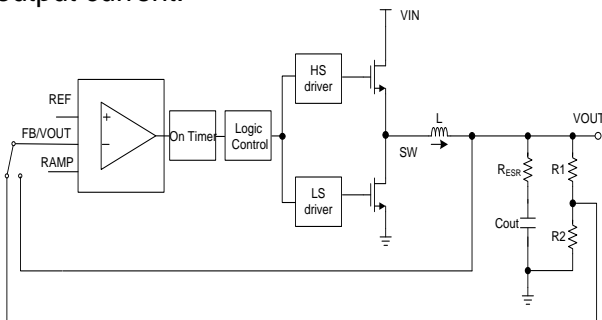 output current.
VIN
HS
driver
REF
+
FB/VOUT
−
On Timer
Logic
Control
RAMP
L
VOUT
SW
RESR
R1
LS
driver
Cout
R2